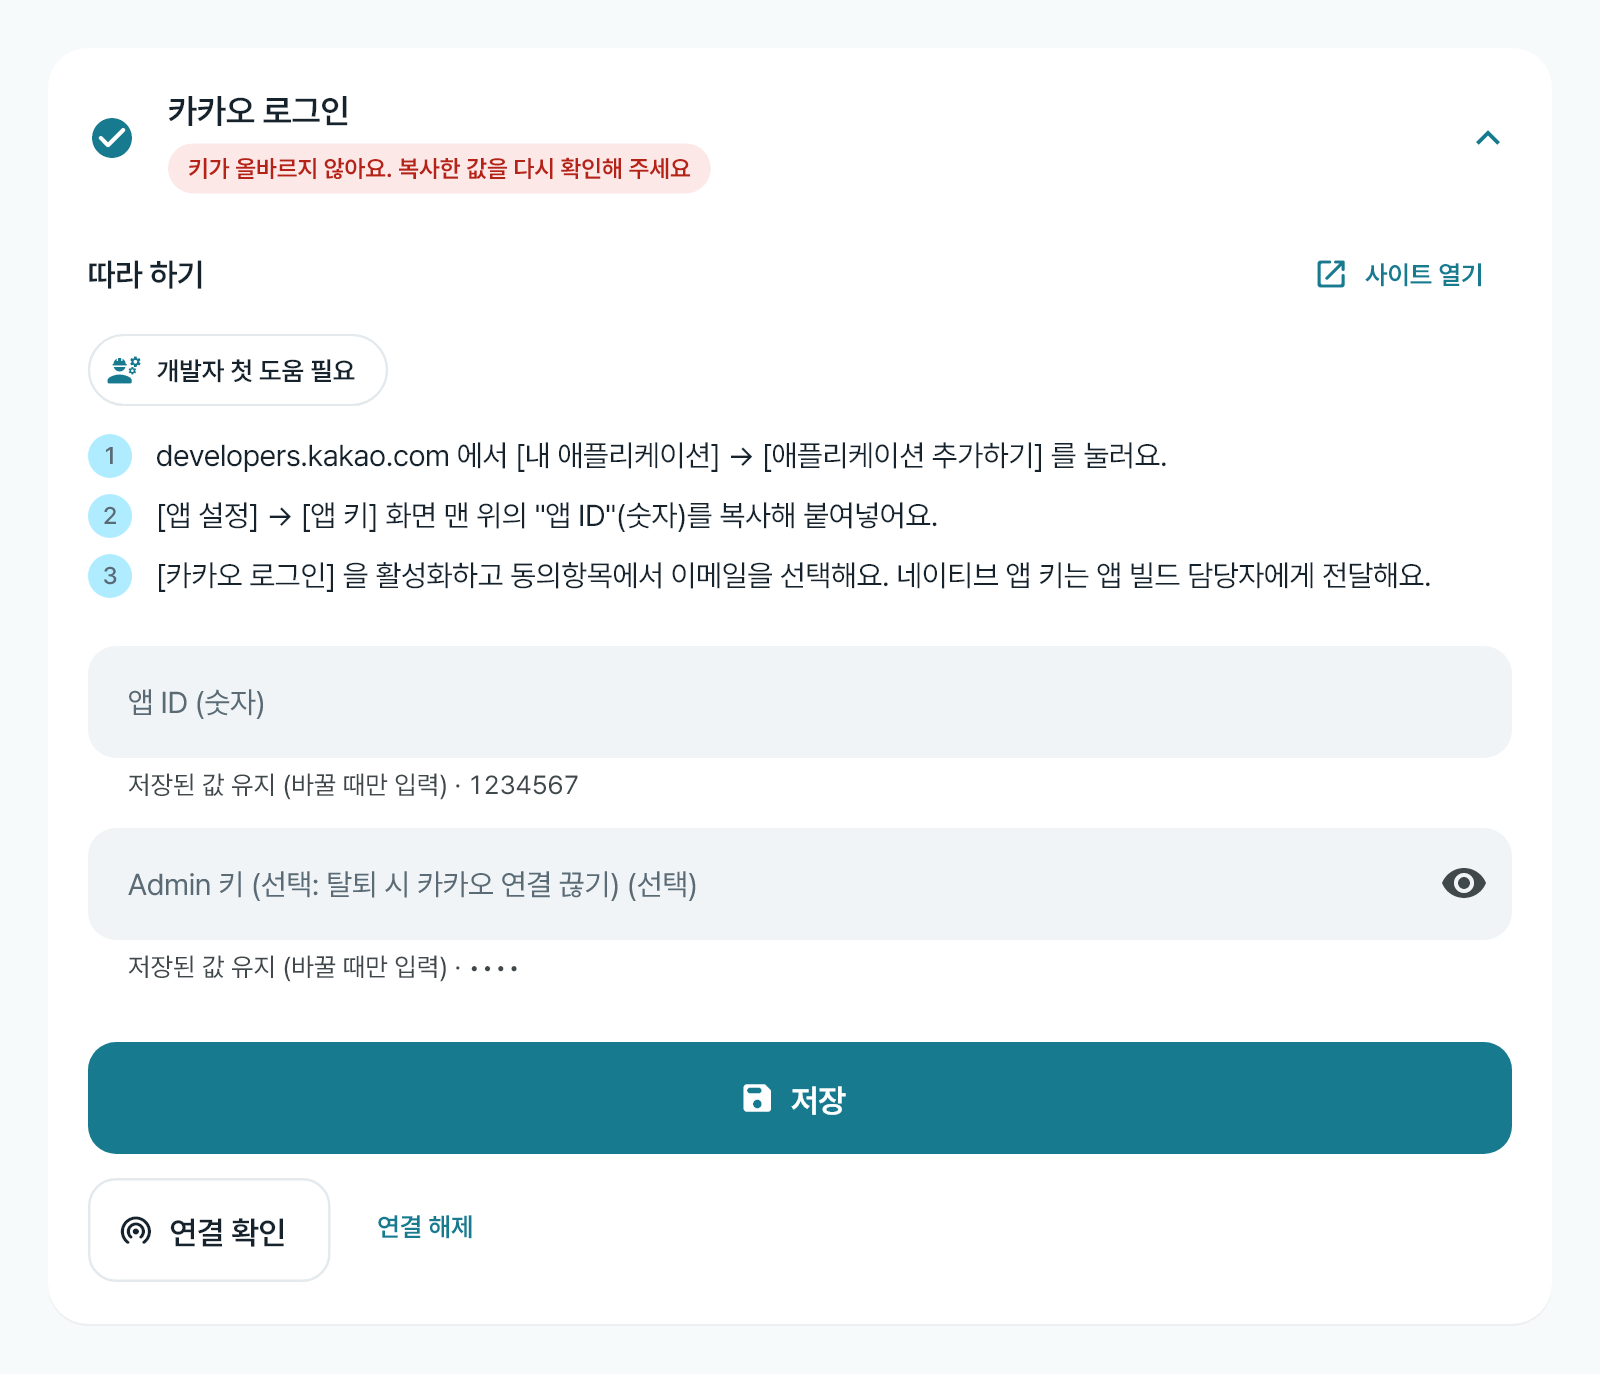 카카오 로그인
키가 올바르지 않아요. 복사한 값을 다시 확인해 주세요
따라 하기
사이트 열기
개발자 첫 도움 필요
1 developers.kakao.com 에서 [내 애플리케이션] → [애플리케이션 추가하기] 를 눌러요.
2 [앱 설정] → [앱 키] 화면 맨 위의 "앱 ID"(숫자)를 복사해 붙여넣어요.
3 [카카오 로그인] 을 활성화하고 동의항목에서 이메일을 선택해요. 네이티브 앱 키는 앱 빌드 담당자에게 전달해요.
앱 ID (숫자)
저장된 값 유지 (바꿀 때만 입력) · 1234567
Admin 키 (선택: 탈퇴 시 카카오 연결 끊기) (선택)
저장된 값 유지 (바꿀 때만 입력) · ••••
저장
연결 확인
연결 해제